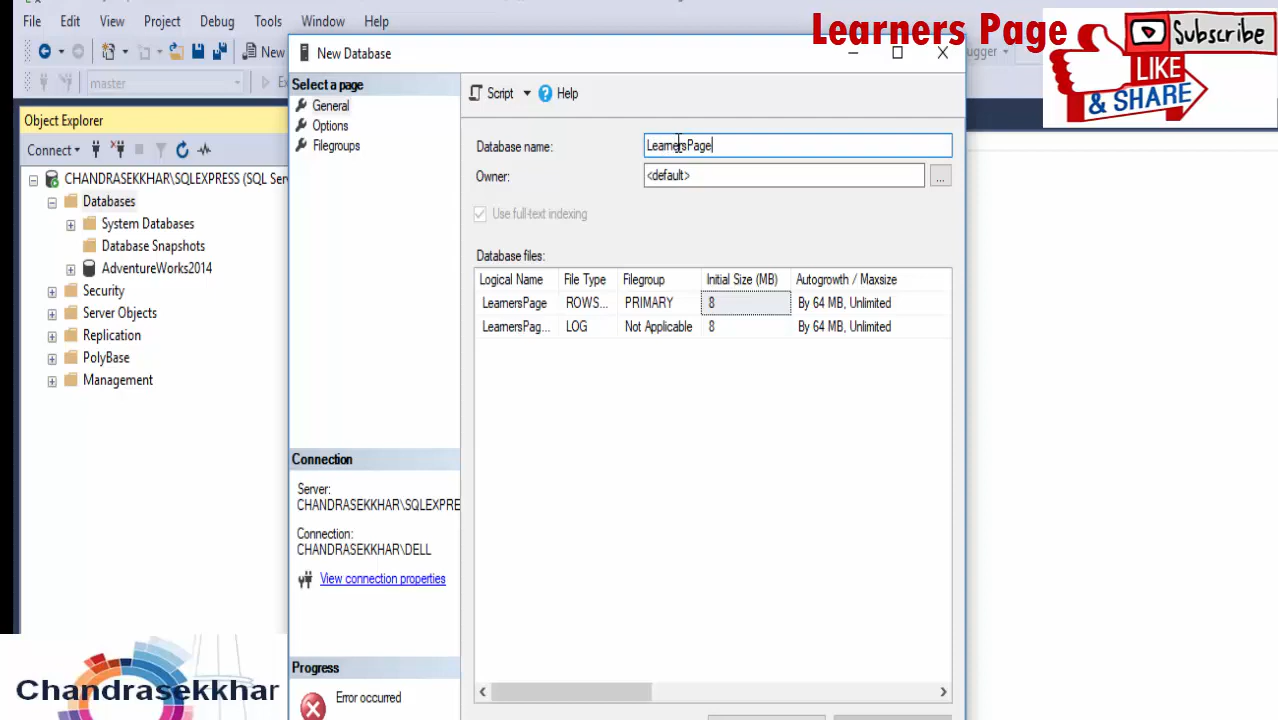 File Edit View Project Debug Tools Window Help
Learners Page
Subscribe
LIKE
& SHARE
New
master
Object Explorer
Connect
CHANDRASEKKHAR\SQLEXPRESS (SQL Ser
Databases
System Databases
Database Snapshots
AdventureWorks2014
Security
Server Objects
Replication
PolyBase
Management
New Database
Select a page
General
Options
Filegroups
Script Help
Database name: LearnersPage
Owner: <default> ...
Use full-text indexing
Database files:
Logical Name File Type Filegroup Initial Size (MB) Autogrowth / Maxsize
LearnersPage ROWS... PRIMARY 8 By 64 MB, Unlimited
LearnersPag... LOG Not Applicable 8 By 64 MB, Unlimited
Connection
Server:
CHANDRASEKKHAR\SQLEXPRE
Connection:
CHANDRASEKKHAR\DELL
View connection properties
Progress
Error occurred
Chandrasekkhar